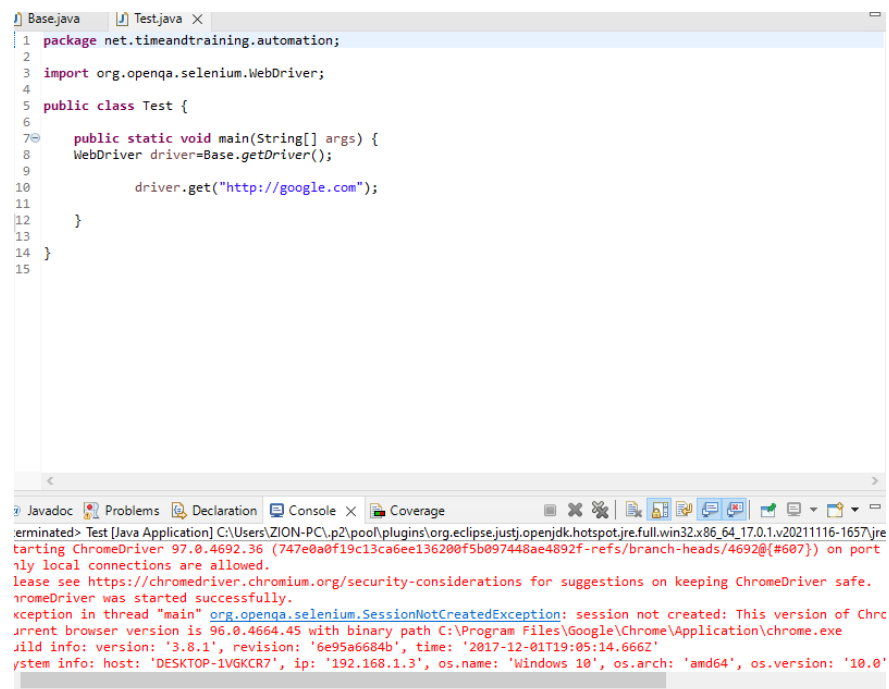 Base.java Test.java
1 package net.timeandtraining.automation;
2
3 import org.openqa.selenium.WebDriver;
4
5 public class Test {
6
7 public static void main(String[] args) {
8 WebDriver driver=Base.getDriver();
9
10 driver.get("http://google.com");
11
12 }
13
14 }
15
Javadoc Problems Declaration Console Coverage
erminated> Test [Java Application] C:\Users\ZION-PC\.p2\pool\plugins\org.eclipse.justj.openjdk.hotspot.jre.full.win32.x86_64_17.0.1.v20211116-1657\jre
tarting ChromeDriver 97.0.4692.36 (747e0a0f19c13ca6ee136200f5b097448ae4892f-refs/branch-heads/4692@{#607}) on port
nly local connections are allowed.
lease see https://chromedriver.chromium.org/security-considerations for suggestions on keeping ChromeDriver safe.
hromeDriver was started successfully.
xception in thread "main" org.openqa.selenium.SessionNotCreatedException: session not created: This version of Chro
urrent browser version is 96.0.4664.45 with binary path C:\Program Files\Google\Chrome\Application\chrome.exe
uild info: version: '3.8.1', revision: '6e95a6684b', time: '2017-12-01T19:05:14.666Z'
ystem info: host: 'DESKTOP-1VGKCR7', ip: '192.168.1.3', os.name: 'Windows 10', os.arch: 'amd64', os.version: '10.0'